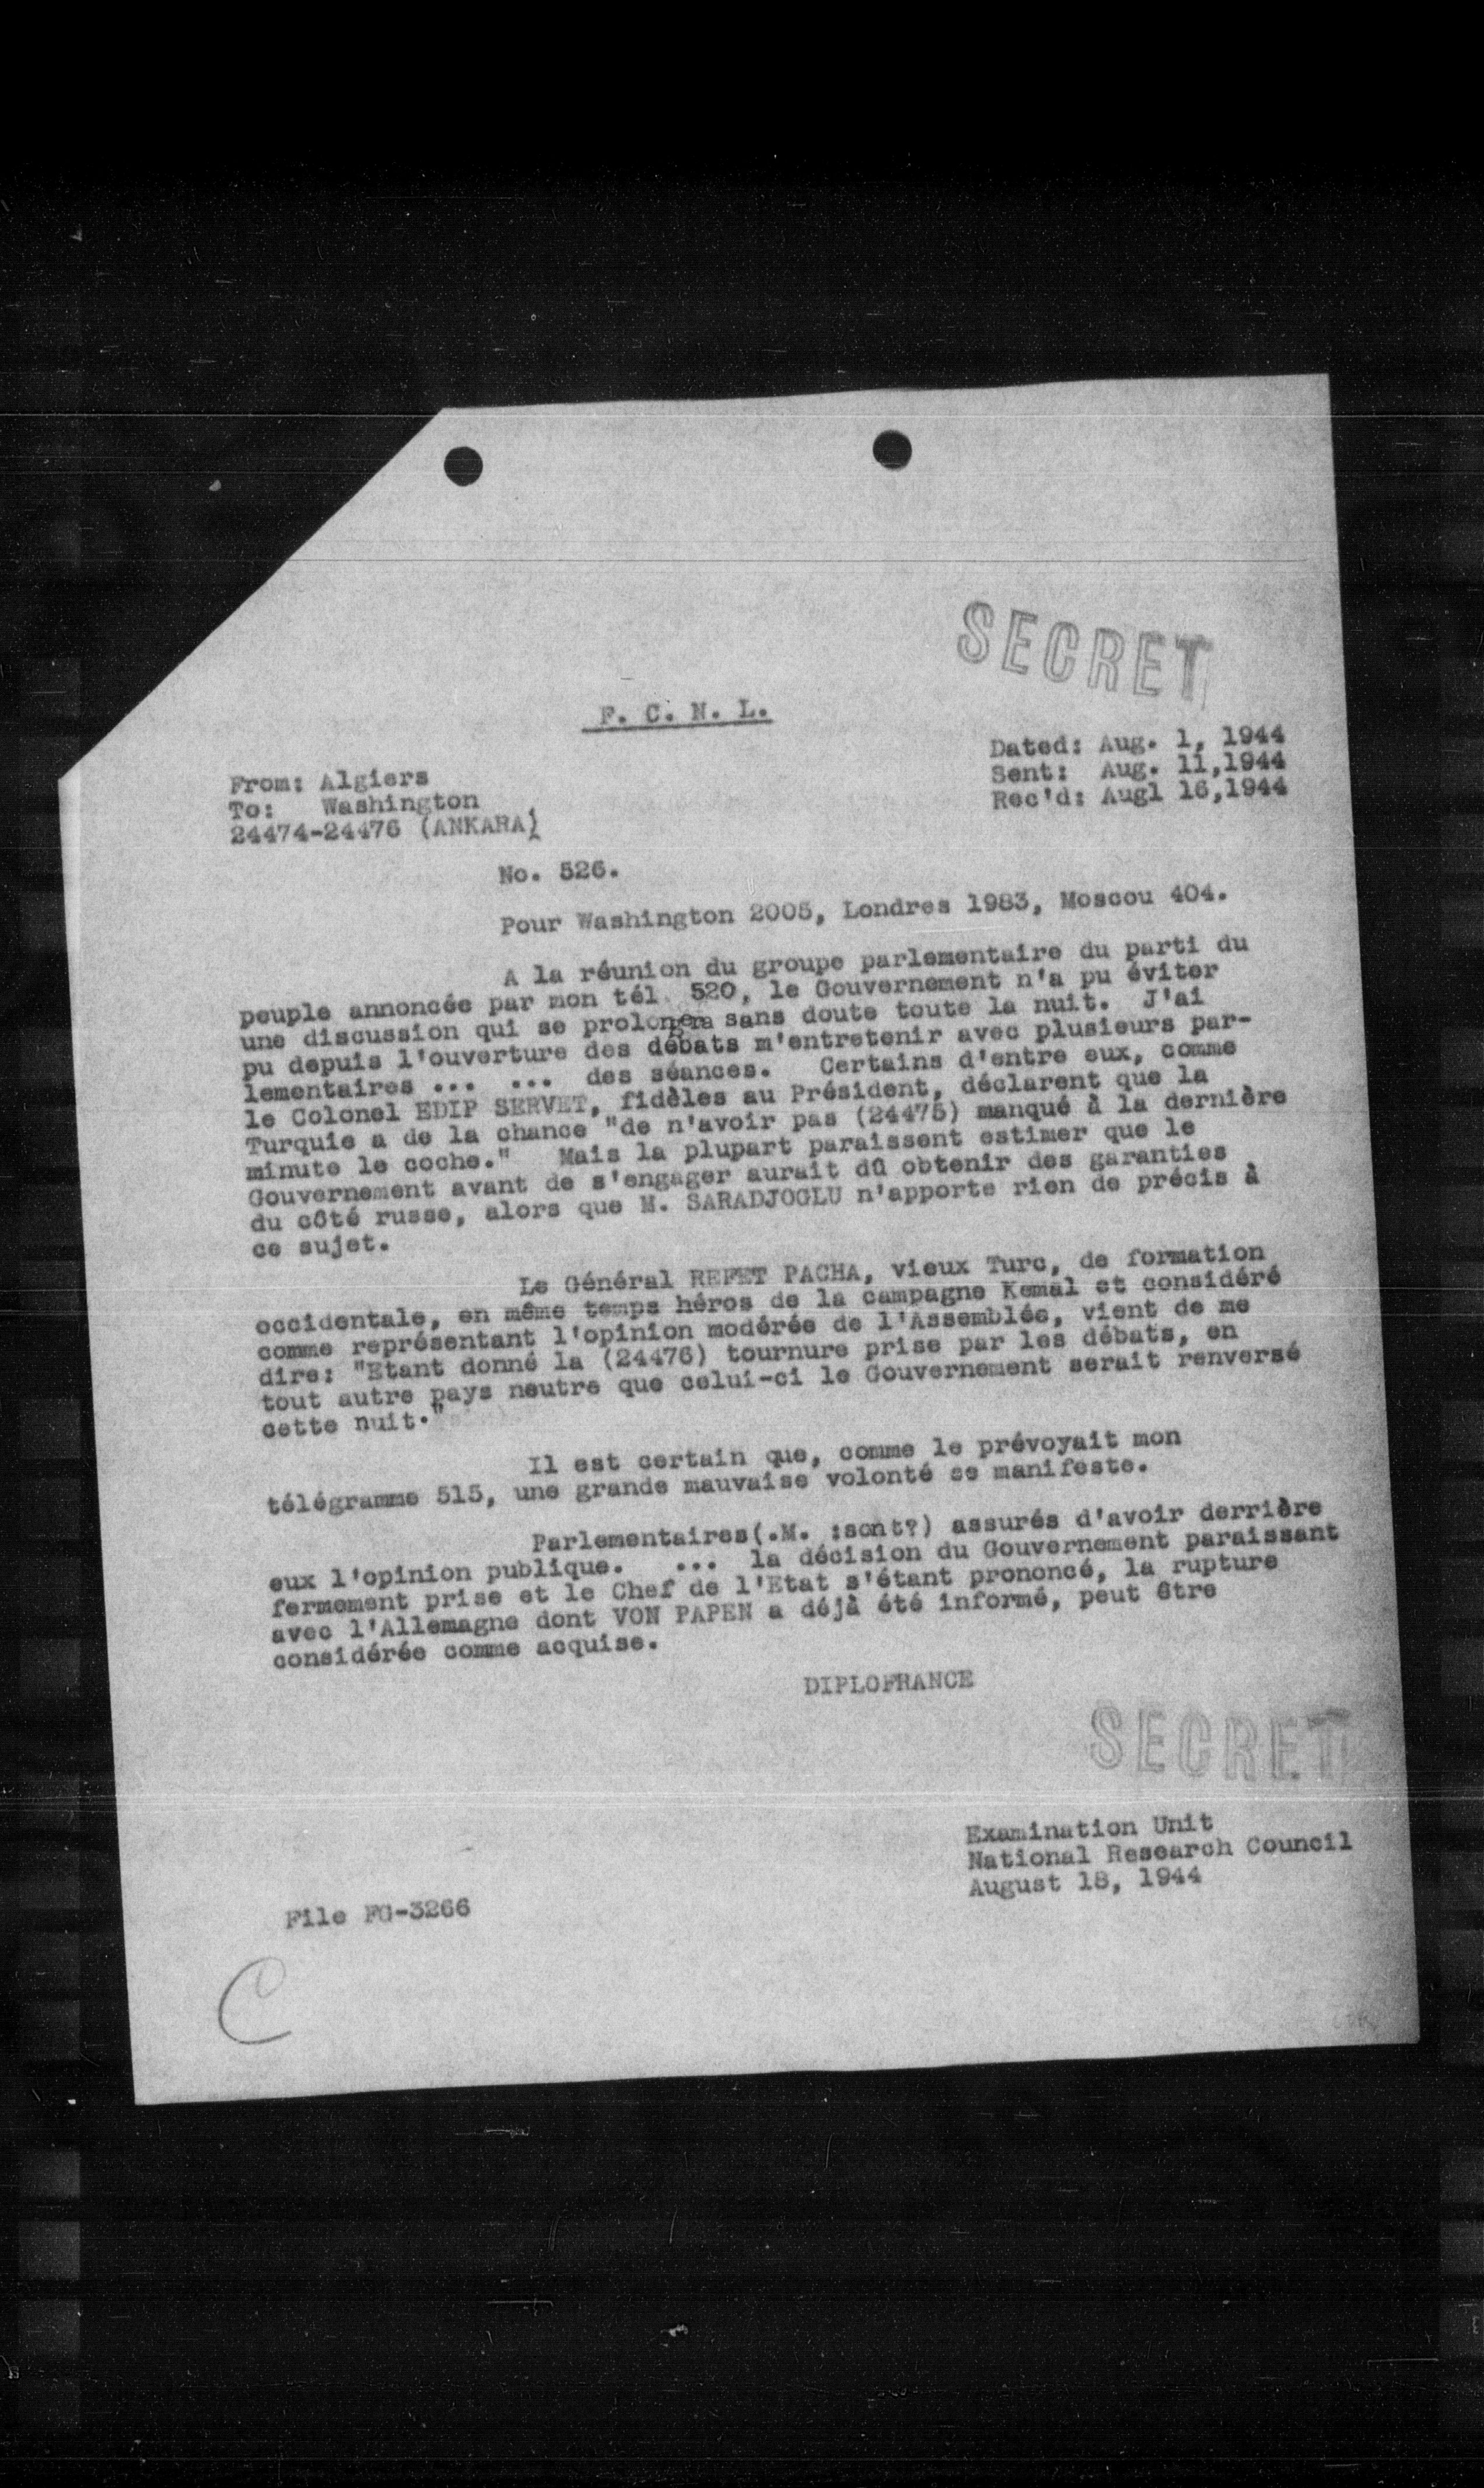 SECRET
F. C. N. L.
Dated: Aug. 1, 1944
Sent: Aug. 11,1944
Rec'd: Augl 16,1944
From: Algiers
To: Washington
24474-24476 (ANKARA)
No. 526.
Pour Washington 2005, Londres 1983, Moscou 404.
A la réunion du groupe parlementaire du parti du
peuple annoncée par mon tél. 520, le Gouvernement n'a pu éviter
une discussion qui se prolongera sans doute toute la nuit. J'ai
pu depuis l'ouverture des débats m'entretenir avec plusieurs par-
lementaires ... ... des séances. Certains d'entre eux, comme
le Colonel EDIP SERVET, fidèles au Président, déclarent que la
Turquie a de la chance "de n'avoir pas (24475) manqué à la dernière
minute le coche." Mais la plupart paraissent estimer que le
Gouvernement avant de s'engager aurait dû obtenir des garanties
du côté russe, alors que M. SARADJOGLU n'apporte rien de précis à
ce sujet.
Le Général REFET PACHA, vieux Turc, de formation
occidentale, en même temps héros de la campagne Kemal et considéré
comme représentant l'opinion modérée de l'Assemblée, vient de me
dire: "Etant donné la (24476) tournure prise par les débats, en
tout autre pays neutre que celui-ci le Gouvernement serait renversé
cette nuit."
Il est certain que, comme le prévoyait mon
télégramme 515, une grande mauvaise volonté se manifeste.
Parlementaires(.M. :sont?) assurés d'avoir derrière
eux l'opinion publique. ... la décision du Gouvernement paraissant
fermement prise et le Chef de l'Etat s'étant prononcé, la rupture
avec l'Allemagne dont VON PAPEN a déjà été informé, peut être
considérée comme acquise.
DIPLOFRANCE
SECRET
Examination Unit
National Research Council
August 18, 1944
File FG-3266
C